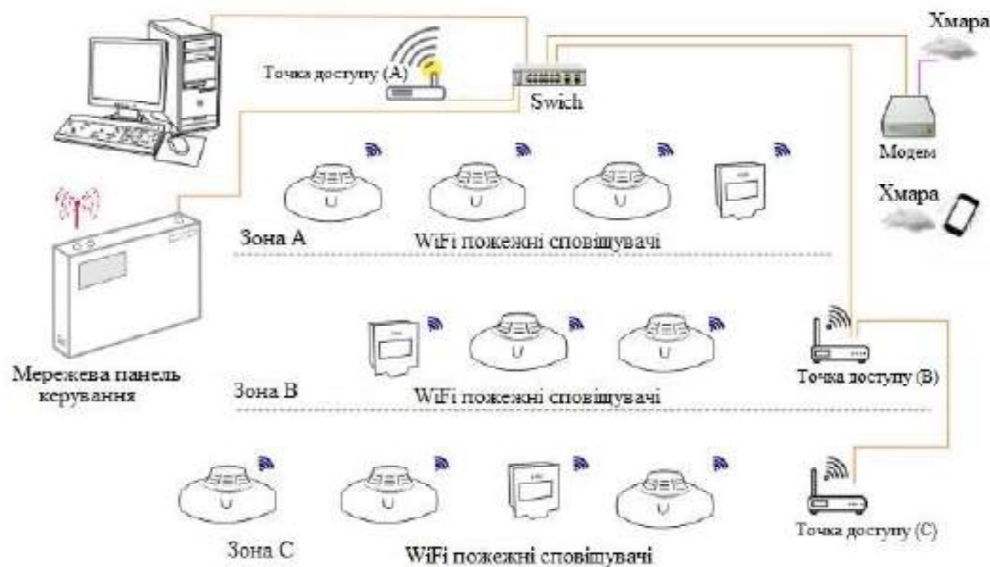 Хмара
Точка доступу (A)
Swich
Модем
Хмара
Зона A
WiFi пожежні сповіщувачі
Мережева панель
керування
Зона B
WiFi пожежні сповіщувачі
Точка доступу (B)
Зона C
WiFi пожежні сповіщувачі
Точка доступу (C)